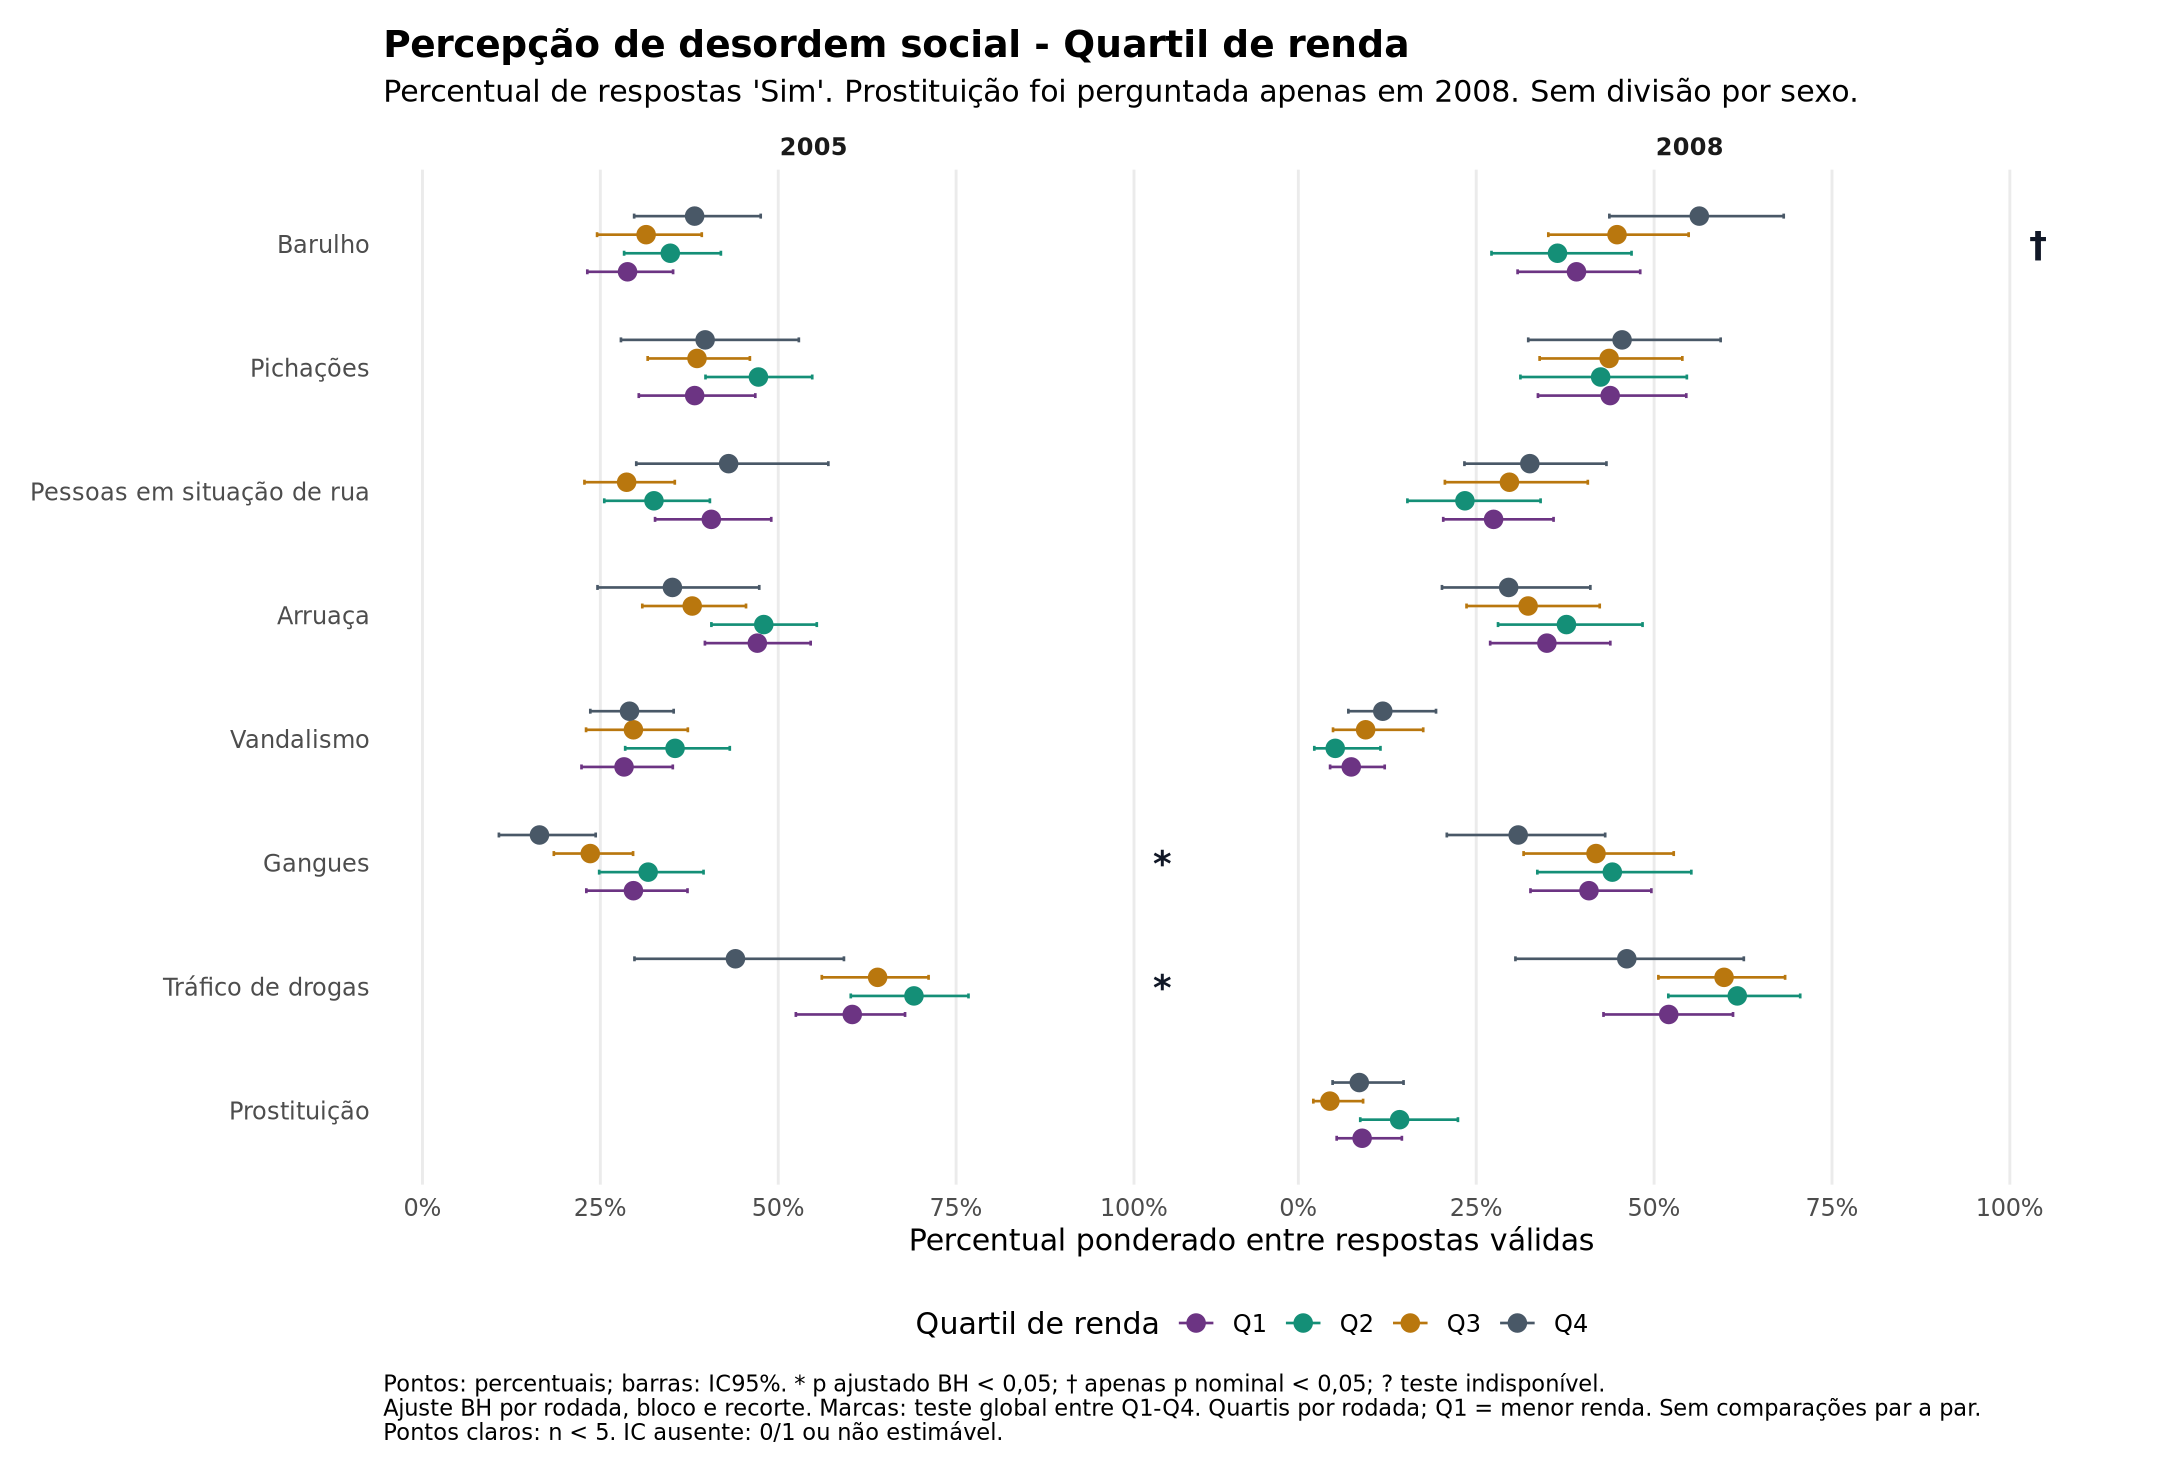 Percepção de desordem social - Quartil de renda
Percentual de respostas 'Sim'. Prostituição foi perguntada apenas em 2008. Sem divisão por sexo.
2005
2008
Barulho
†
Pichações
Pessoas em situação de rua
Arruaça
Vandalismo
Gangues
*
Tráfico de drogas
*
Prostituição
0%
25%
50%
75%
100%
0%
25%
50%
75%
100%
Percentual ponderado entre respostas válidas
Quartil de renda
Q1
Q2
Q3
Q4
Pontos: percentuais; barras: IC95%. * p ajustado BH < 0,05; † apenas p nominal < 0,05; ? teste indisponível.
Ajuste BH por rodada, bloco e recorte. Marcas: teste global entre Q1-Q4. Quartis por rodada; Q1 = menor renda. Sem comparações par a par.
Pontos claros: n < 5. IC ausente: 0/1 ou não estimável.